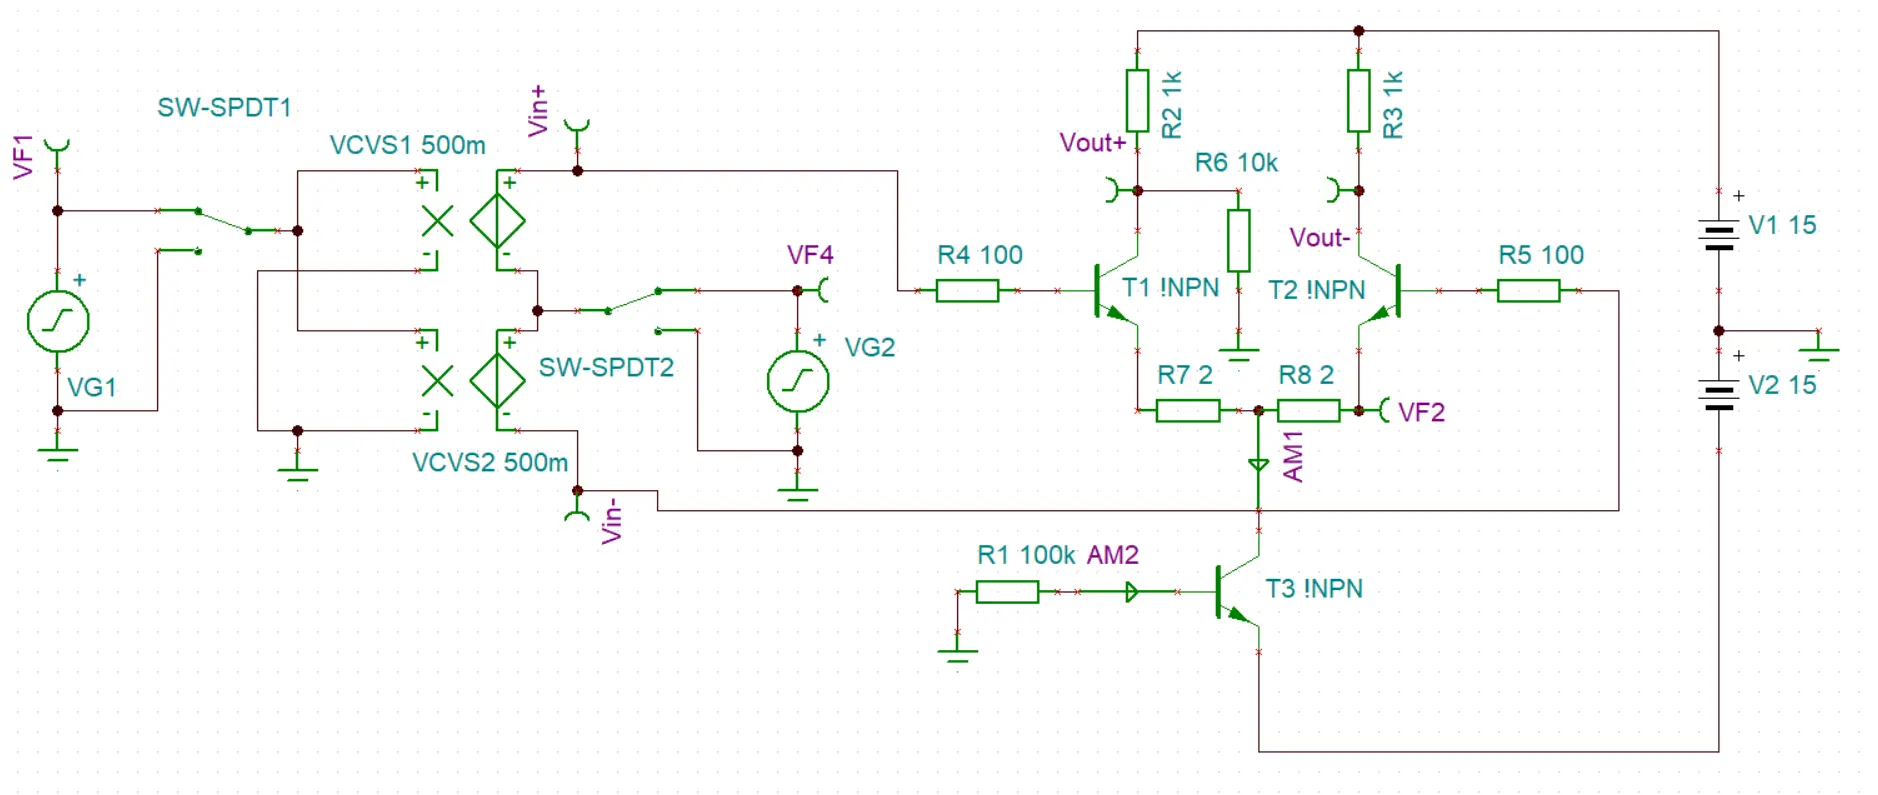 SW-SPDT1
VF1
VCVS1 500m
Vin+
+
-
+
-
+
VG1
+
-
+
-
VCVS2 500m
Vin-
SW-SPDT2
VF4
+
VG2
R2 1k
R3 1k
Vout+
R6 10k
Vout-
R4 100
T1 !NPN
T2 !NPN
R5 100
R7 2
R8 2
VF2
AM1
R1 100k
AM2
T3 !NPN
+
V1 15
+
V2 15